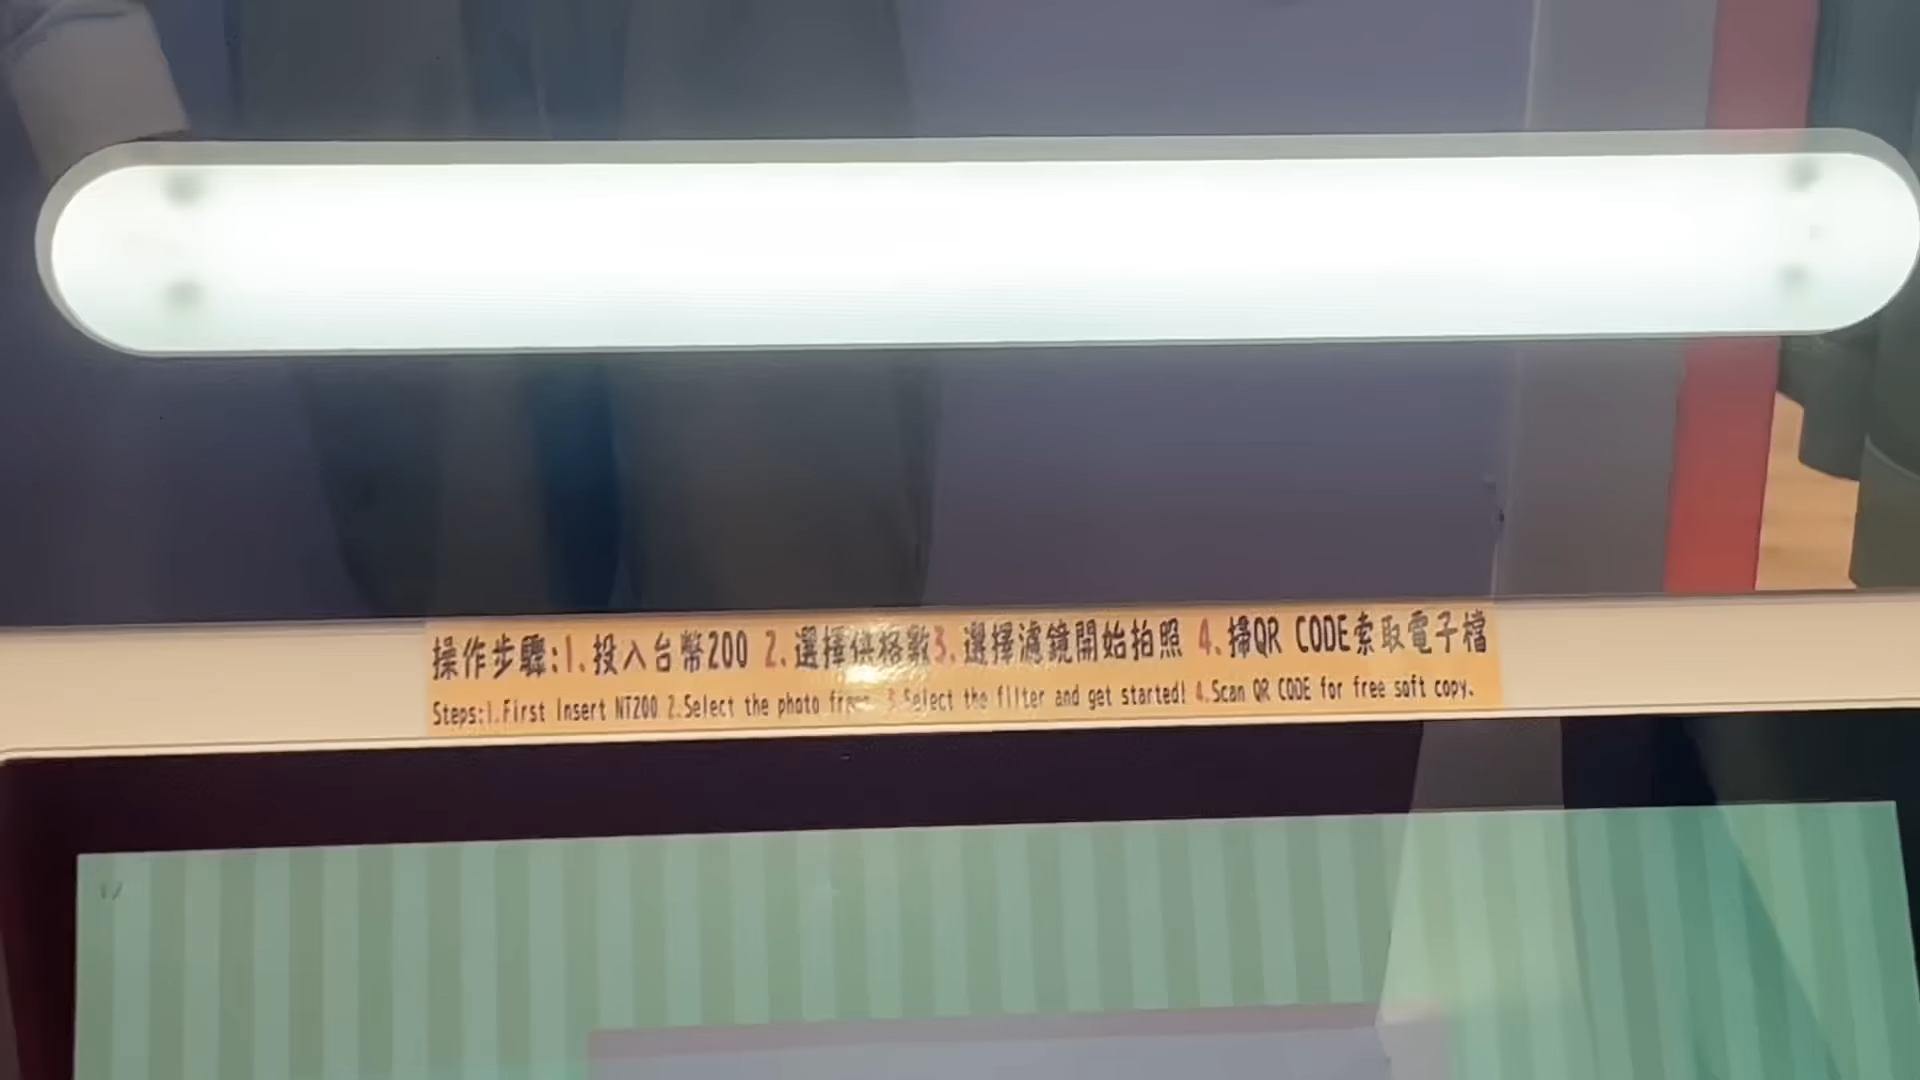 操作步驟:1.投入台幣200 2.選擇格數3.選擇濾鏡開始拍照 4.掃QR CODE索取電子檔
Steps:1.First Insert NT200 2.Select the photo 3.Select the filter and get started! 4.Scan QR CODE for free soft copy.